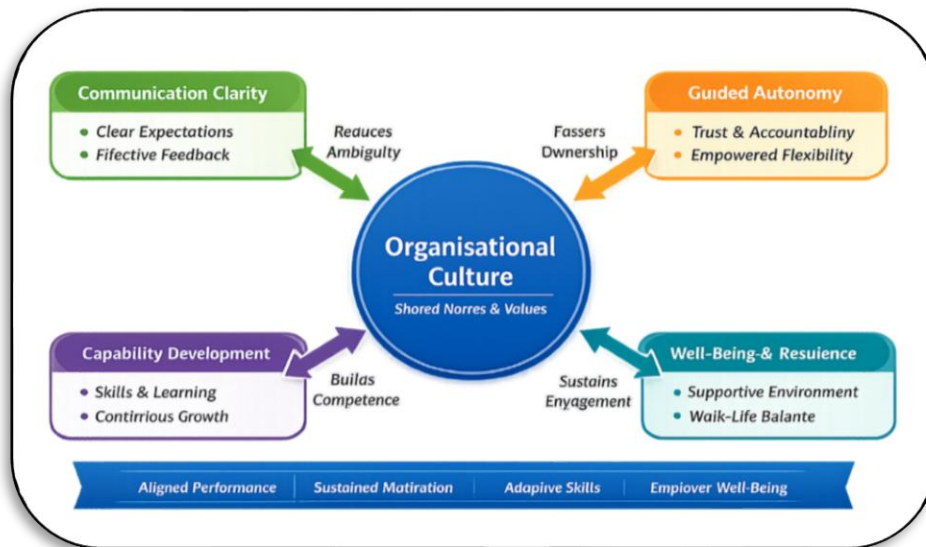 Communication Clarity
• Clear Expectations
• Fifective Feedback
Reduces
Ambigulty
Fassers
Dwnership
Guided Autonomy
• Trust & Accountabliny
• Empowered Flexibility
Organisational
Culture
Shored Norres & Values
Capability Development
• Skills & Learning
• Contirrious Growth
Builas
Competence
Sustains
Enyagement
Well-Being-& Resuience
• Supportive Environment
• Waik-Life Balante
Aligned Performance
Sustained Matiration
Adapive Skills
Empiover Well-Being